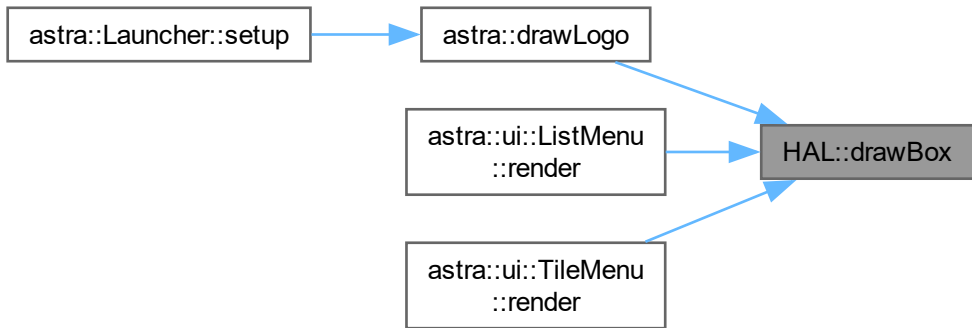 astra::Launcher::setup
astra::drawLogo
astra::ui::ListMenu
::render
HAL::drawBox
astra::ui::TileMenu
::render